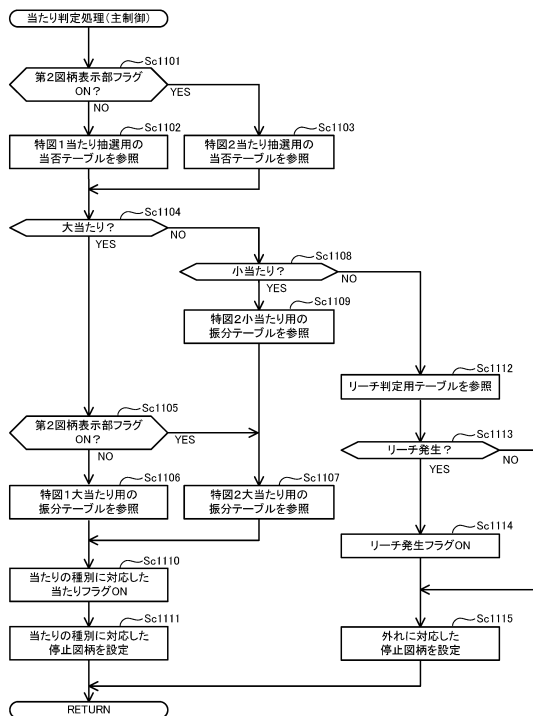 当たり判定処理(主制御)
Sc1101
第2図柄表示部フラグ
ON?
YES
NO
Sc1102
特図1当たり抽選用の
当否テーブルを参照
Sc1103
特図2当たり抽選用の
当否テーブルを参照
Sc1104
大当たり?
NO
YES
Sc1108
小当たり?
NO
YES
Sc1109
特図2小当たり用の
振分テーブルを参照
Sc1112
リーチ判定用テーブルを参照
Sc1105
第2図柄表示部フラグ
ON?
YES
NO
Sc1113
リーチ発生?
NO
YES
Sc1106
特図1大当たり用の
振分テーブルを参照
Sc1107
特図2大当たり用の
振分テーブルを参照
Sc1114
リーチ発生フラグON
Sc1110
当たりの種別に対応した
当たりフラグON
Sc1111
当たりの種別に対応した
停止図柄を設定
Sc1115
外れに対応した
停止図柄を設定
RETURN